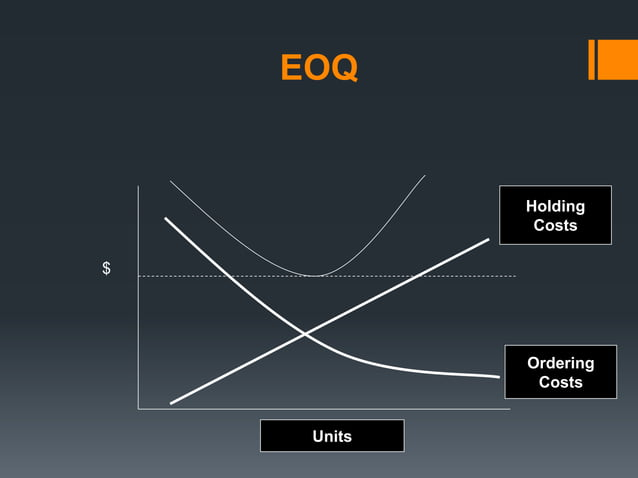 EOQ
Holding
Costs
$
Ordering
Costs
Units